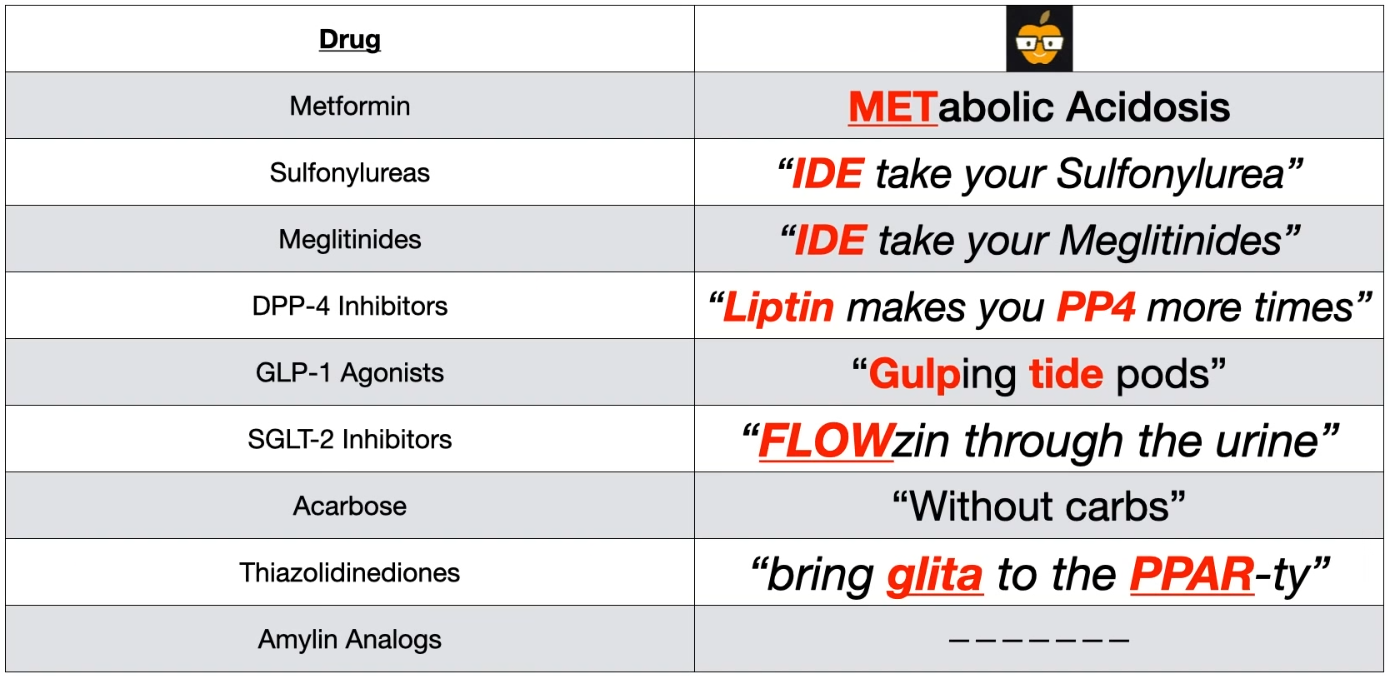 Drug
Metformin METabolic Acidosis
Sulfonylureas “IDE take your Sulfonylurea”
Meglitinides “IDE take your Meglitinides”
DPP-4 Inhibitors “Liptin makes you PP4 more times”
GLP-1 Agonists “Gulping tide pods”
SGLT-2 Inhibitors “FLOWzin through the urine”
Acarbose “Without carbs”
Thiazolidinediones “bring glita to the PPAR-ty”
Amylin Analogs – – – – – – –